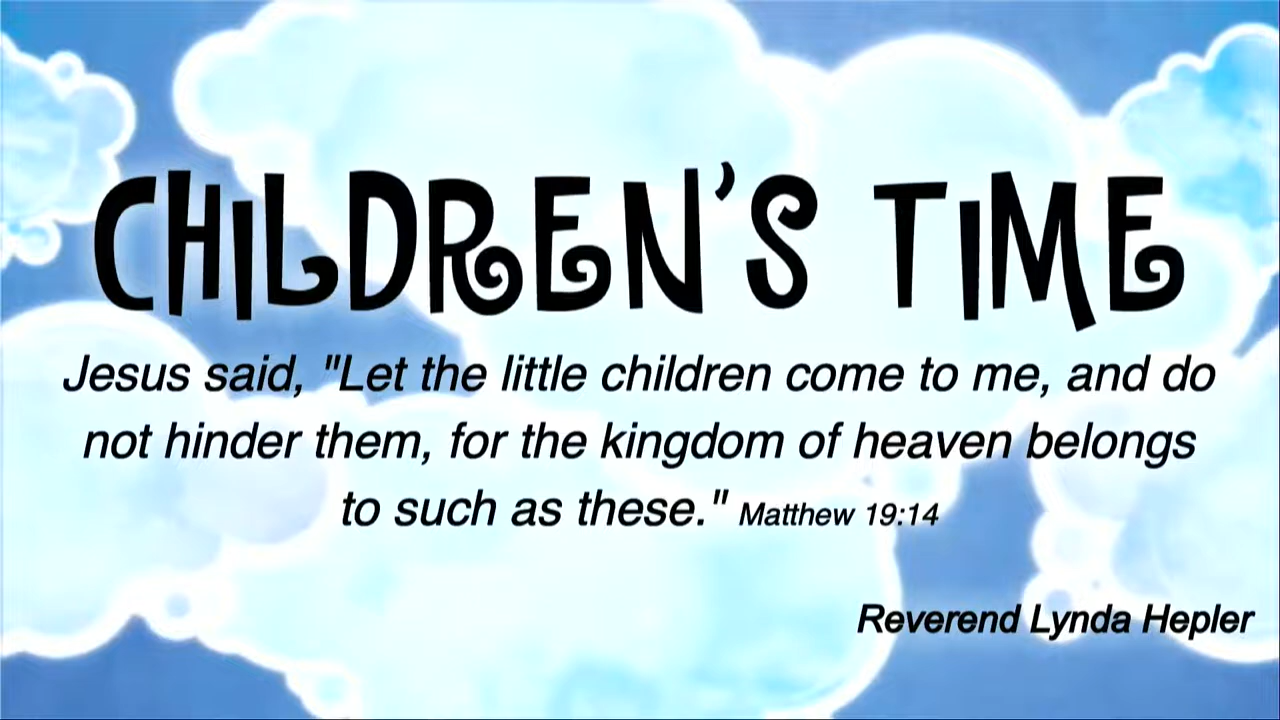 CHILDREN'S TIME
Jesus said, "Let the little children come to me, and do
not hinder them, for the kingdom of heaven belongs
to such as these." Matthew 19:14
Reverend Lynda Hepler